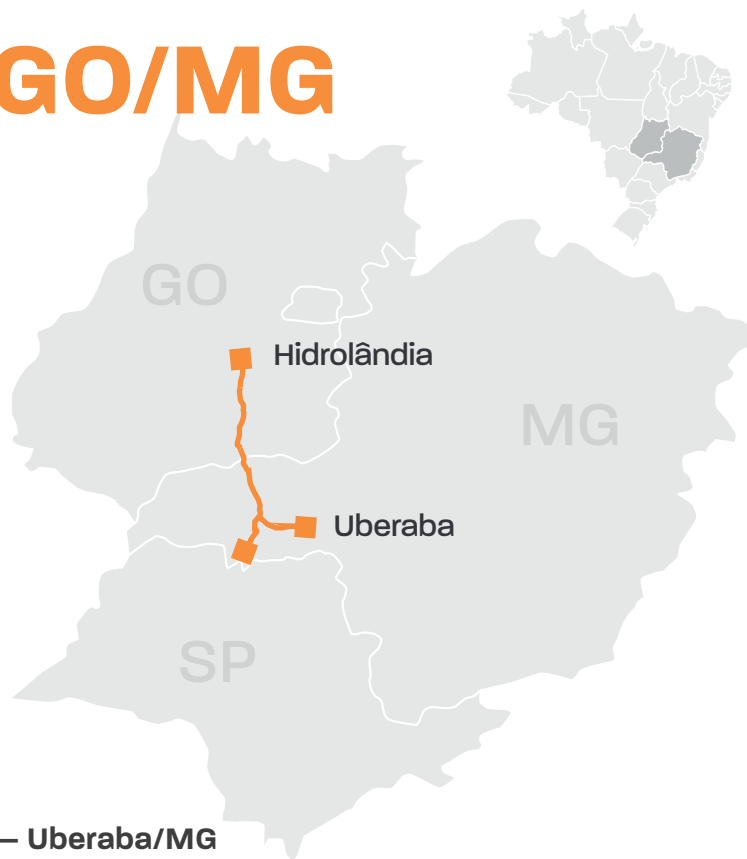 GO/MG
GO
Hidrolândia
MG
Uberaba
SP
– Uberaba/MG